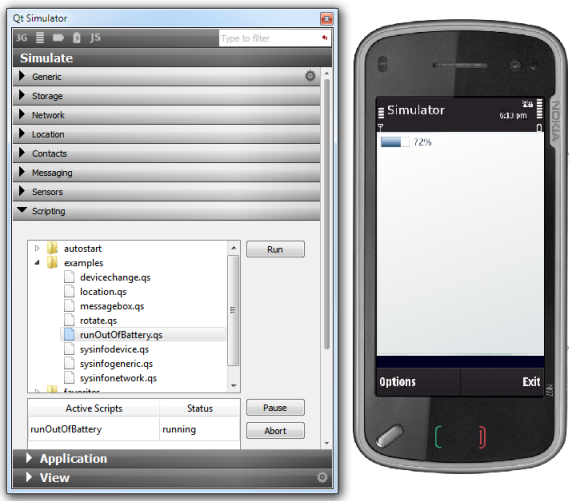 Qt Simulator
3G JS Type to filter
Simulate
Generic
Storage
Network
Location
Contacts
Messaging
Sensors
Scripting
autostart
examples
devicechange.qs
location.qs
messagebox.qs
rotate.qs
runOutOfBattery.qs
sysinfodevice.qs
sysinfogeneric.qs
sysinfonetwork.qs
favorites
Run
Active Scripts Status
runOutOfBattery running
Pause
Abort
Application
View
Simulator
6:13 pm
72%
Options Exit
NOKIA
N97